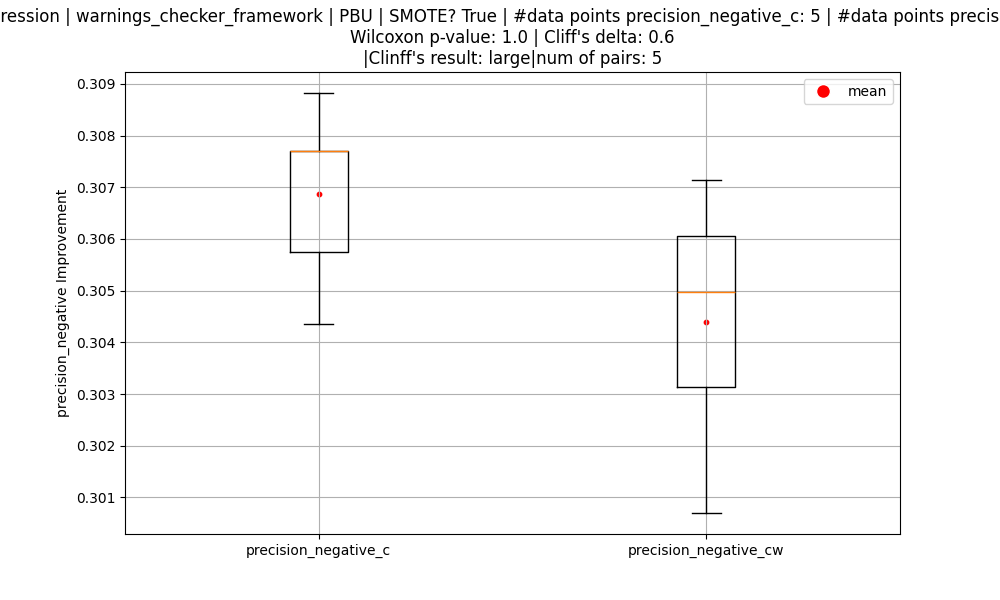 ression | warnings_checker_framework | PBU | SMOTE? True | #data points precision_negative_c: 5 | #data points precis
Wilcoxon p-value: 1.0 | Cliff's delta: 0.6
|Clinff's result: large|num of pairs: 5
mean
0.309
0.308
0.307
0.306
0.305
0.304
0.303
0.302
0.301
precision_negative Improvement
precision_negative_c
precision_negative_cw